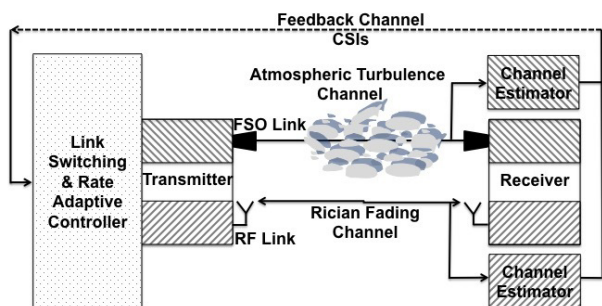 Feedback Channel
CSIs
Atmospheric Turbulence
Channel
Channel
Estimator
FSO Link
Link
Switching
& Rate
Adaptive
Controller
Transmitter
Receiver
Rician Fading
Channel
RF Link
Channel
Estimator